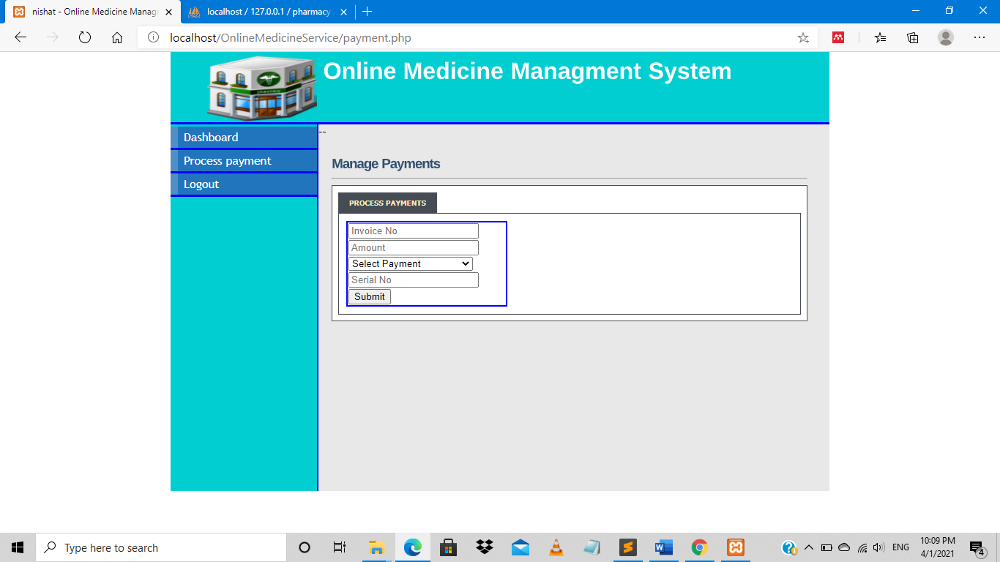 nishat - Online Medicine Manag
localhost / 127.0.0.1 / pharmacy
localhost/OnlineMedicineService/payment.php
pharmacy
Online Medicine Managment System
Dashboard
Process payment
Logout
--
Manage Payments
PROCESS PAYMENTS
Invoice No
Amount
Select Payment
Serial No
Submit
Type here to search
ENG
10:09 PM
4/1/2021
4